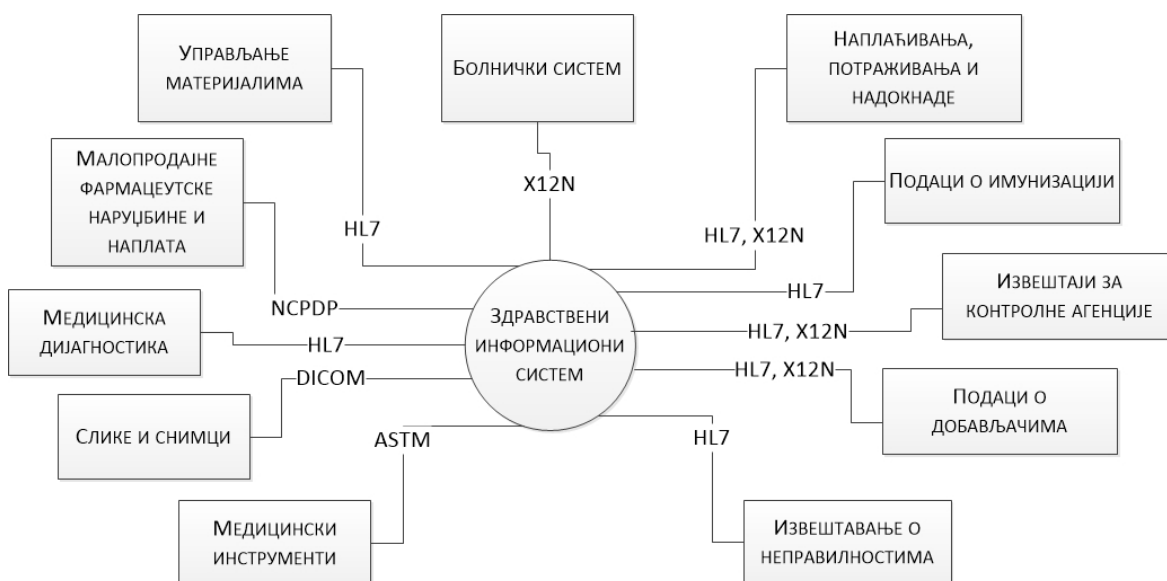 Управљање
материјалима
Болнички систем
Наплаћивања,
потраживања и
надокнаде
Малопродајне
фармацеутске
наруџбине и
наплата
Подаци о имунизацији
X12N
HL7
HL7, X12N
Извештаји за
контролне агенције
HL7
NCPDP
Медицинска
дијагностика
Здравствени
информациони
систем
HL7, X12N
HL7
HL7, X12N
DICOM
Подаци о
добављачима
Слике и снимци
ASTM
HL7
Медицински
инструменти
Извештавање о
неправилностима